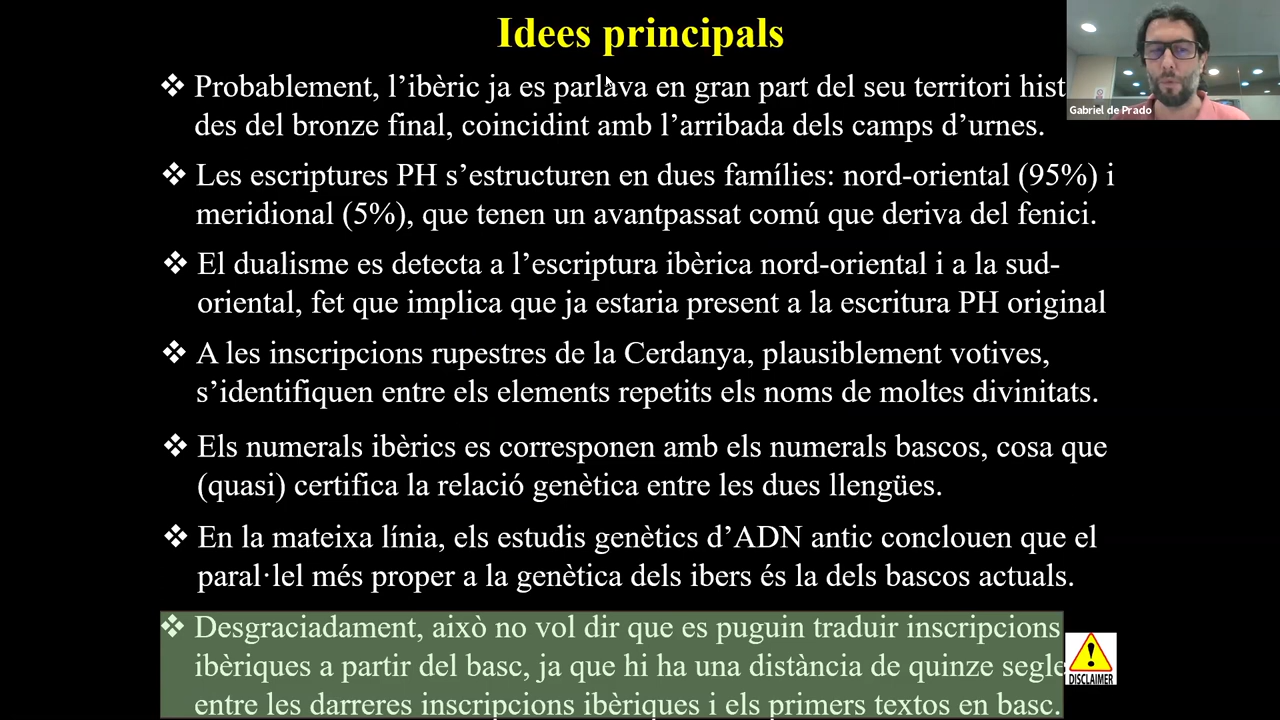 Idees principals
❖ Probablement, l’ibèric ja es parlava en gran part del seu territori hist
des del bronze final, coincidint amb l’arribada dels camps d’urnes.
❖ Les escriptures PH s’estructuren en dues famílies: nord-oriental (95%) i
meridional (5%), que tenen un avantpassat comú que deriva del fenici.
❖ El dualisme es detecta a l’escriptura ibèrica nord-oriental i a la sud-
oriental, fet que implica que ja estaria present a la escritura PH original
❖ A les inscripcions rupestres de la Cerdanya, plausiblement votives,
s’identifiquen entre els elements repetits els noms de moltes divinitats.
❖ Els numerals ibèrics es corresponen amb els numerals bascos, cosa que
(quasi) certifica la relació genètica entre les dues llengües.
❖ En la mateixa línia, els estudis genètics d’ADN antic conclouen que el
paral·lel més proper a la genètica dels ibers és la dels bascos actuals.
❖ Desgraciadament, això no vol dir que es puguin traduir inscripcions
ibèriques a partir del basc, ja que hi ha una distància de quinze segle
entre les darreres inscripcions ibèriques i els primers textos en basc.
Gabriel de Prado
DISCLAIMER